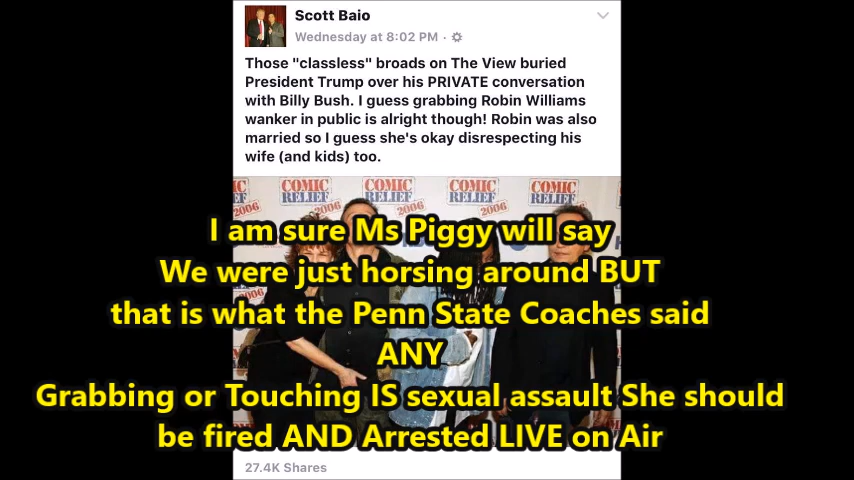 Scott Baio
Wednesday at 8:02 PM ·
Those "classless" broads on The View buried
President Trump over his PRIVATE conversation
with Billy Bush. I guess grabbing Robin Williams
wanker in public is alright though! Robin was also
married so I guess she's okay disrespecting his
wife (and kids) too.
COMIC COMIC COMIC COMIC
RELIEF RELIEF RELIEF
2006 2006 2006
I am sure Ms Piggy will say
We were just horsing around BUT
that is what the Penn State Coaches said
ANY
Grabbing or Touching IS sexual assault She should
be fired AND Arrested LIVE on Air
27.4K Shares